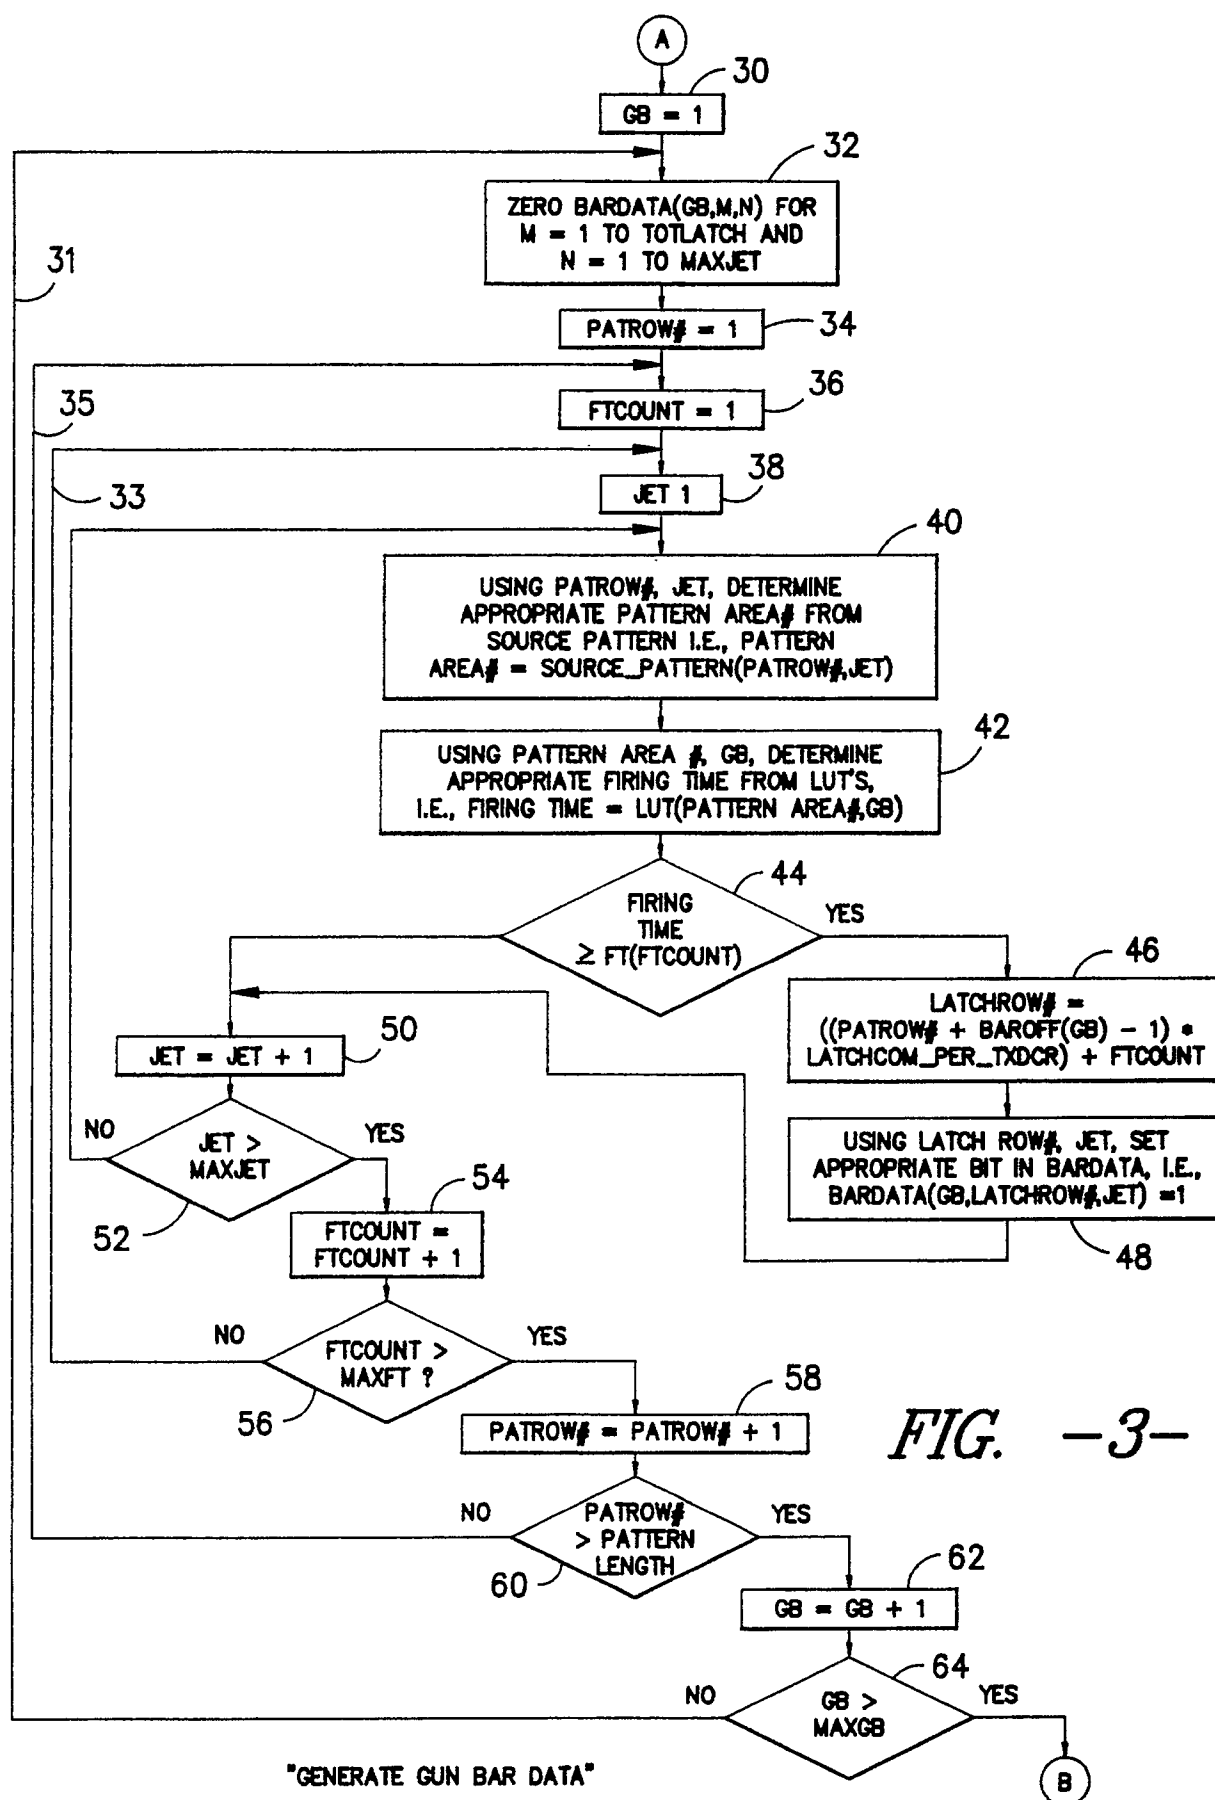 A
30
GB = 1
32
ZERO BARDATA(GB,M,N) FOR
M = 1 TO TOTLATCH AND
N = 1 TO MAXJET
31
PATROW# = 1
34
35
FTCOUNT = 1
36
33
JET 1
38
40
USING PATROW#, JET, DETERMINE
APPROPRIATE PATTERN AREA# FROM
SOURCE PATTERN I.E., PATTERN
AREA# = SOURCE_PATTERN(PATROW#,JET)
42
USING PATTERN AREA #, GB, DETERMINE
APPROPRIATE FIRING TIME FROM LUT'S,
I.E., FIRING TIME = LUT(PATTERN AREA#,GB)
44
FIRING
TIME
≥ FT(FTCOUNT)
YES
46
LATCHROW# =
((PATROW# + BAROFF(GB) - 1) *
LATCHCOM_PER_TXDCR) + FTCOUNT
50
JET = JET + 1
USING LATCH ROW#, JET, SET
APPROPRIATE BIT IN BARDATA, I.E.,
BARDATA(GB,LATCHROW#,JET) =1
48
NO
JET >
MAXJET
YES
52
54
FTCOUNT =
FTCOUNT + 1
NO
FTCOUNT >
MAXFT ?
YES
56
58
PATROW# = PATROW# + 1
FIG. -3-
NO
PATROW#
> PATTERN
LENGTH
YES
60
62
GB = GB + 1
64
NO
GB >
MAXGB
YES
"GENERATE GUN BAR DATA"
B